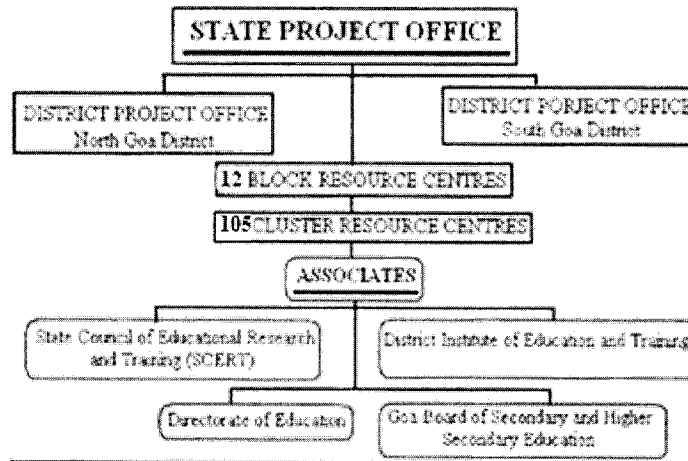 STATE PROJECT OFFICE
DISTRICT PROJECT OFFICE
North Goa District
DISTRICT PORJECT OFFICE
South Goa District
12 BLOCK RESOURCE CENTRES
105 CLUSTER RESOURCE CENTRES
ASSOCIATES
State Council of Educational Research
and Training (SCERT)
District Institute of Education and Training
Directorate of Education
Goa Board of Secondary and Higher
Secondary Education